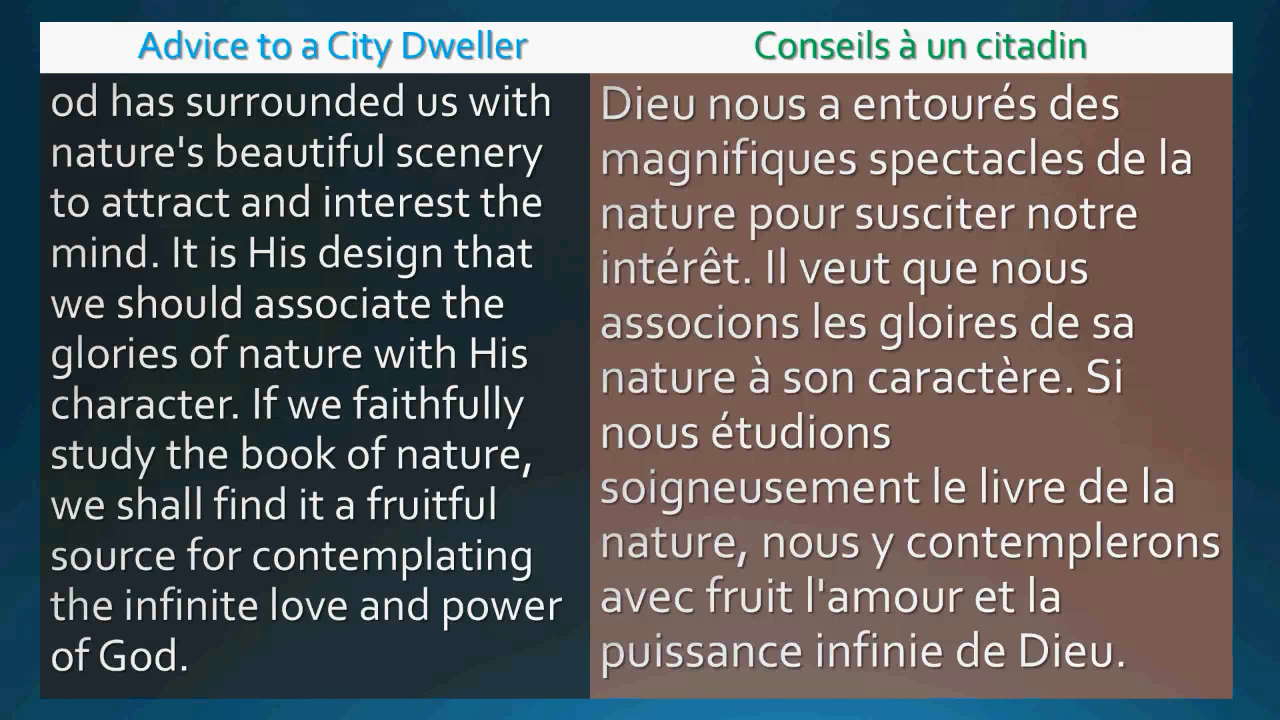 Advice to a City Dweller
od has surrounded us with
nature's beautiful scenery
to attract and interest the
mind. It is His design that
we should associate the
glories of nature with His
character. If we faithfully
study the book of nature,
we shall find it a fruitful
source for contemplating
the infinite love and power
of God.
Conseils à un citadin
Dieu nous a entourés des
magnifiques spectacles de la
nature pour susciter notre
intérêt. Il veut que nous
associons les gloires de sa
nature à son caractère. Si
nous étudions
soigneusement le livre de la
nature, nous y contemplerons
avec fruit l'amour et la
puissance infinie de Dieu.